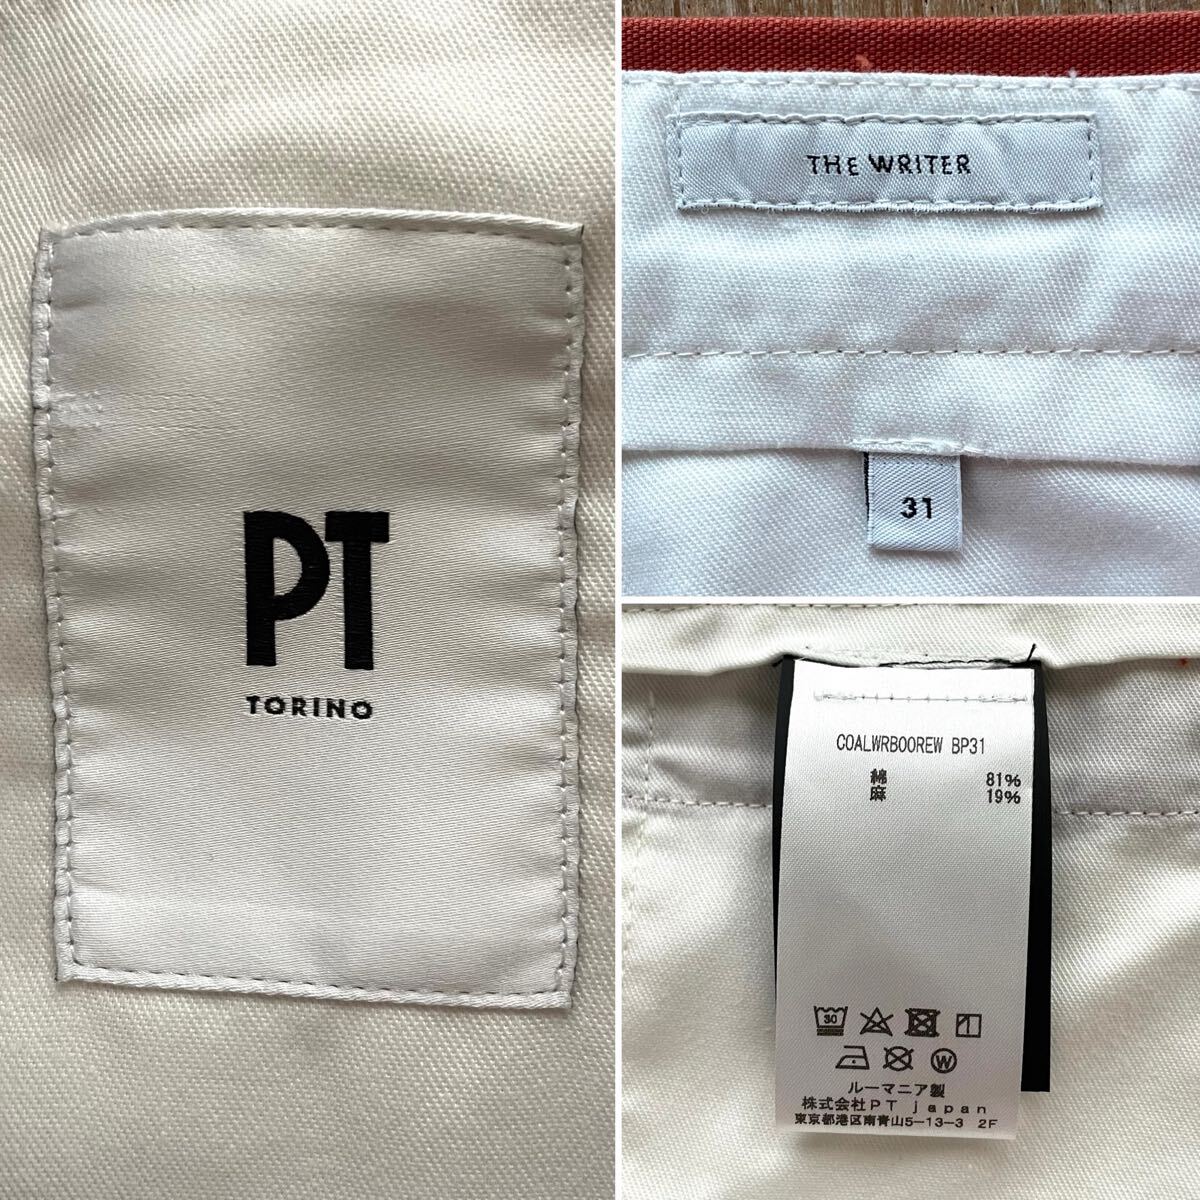 PT
TORINO
THE WRITER
31
COALWRBOOREW BP31
綿 81%
麻 19%
30
W
ルーマニア製
株式会社PT japan
東京都港区南青山5-13-3 2F